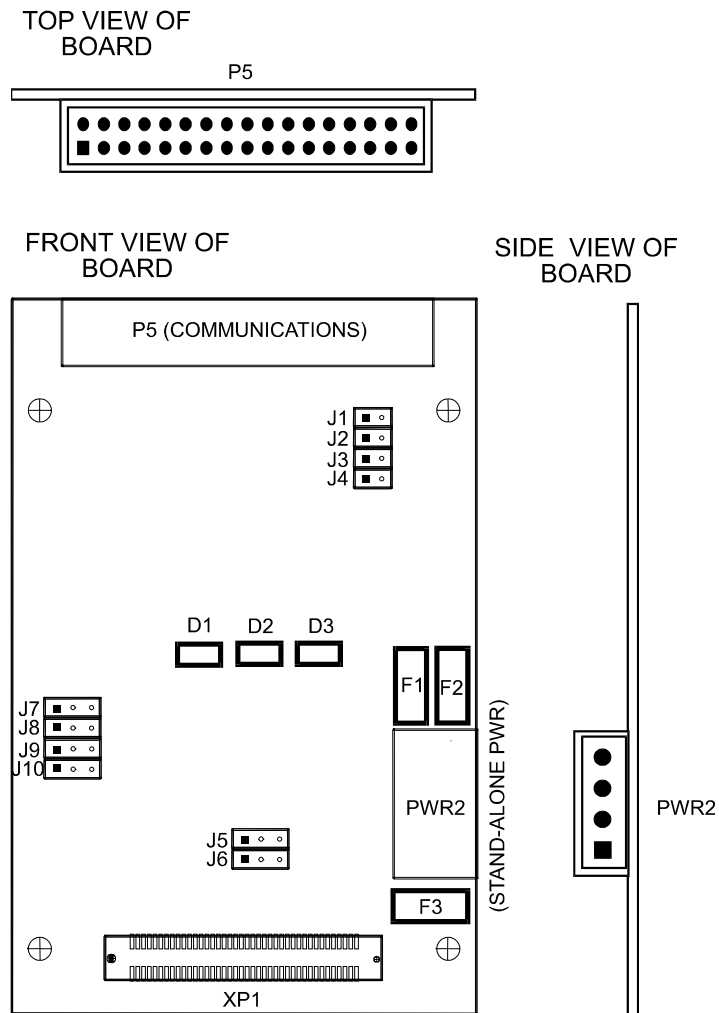 TOP VIEW OF
BOARD
P5
FRONT VIEW OF
BOARD
SIDE VIEW OF
BOARD
P5 (COMMUNICATIONS)
J1
J2
J3
J4
D1 D2 D3
F1 F2
J7
J8
J9
J10
PWR2
(STAND-ALONE PWR)
PWR2
J5
J6
F3
XP1